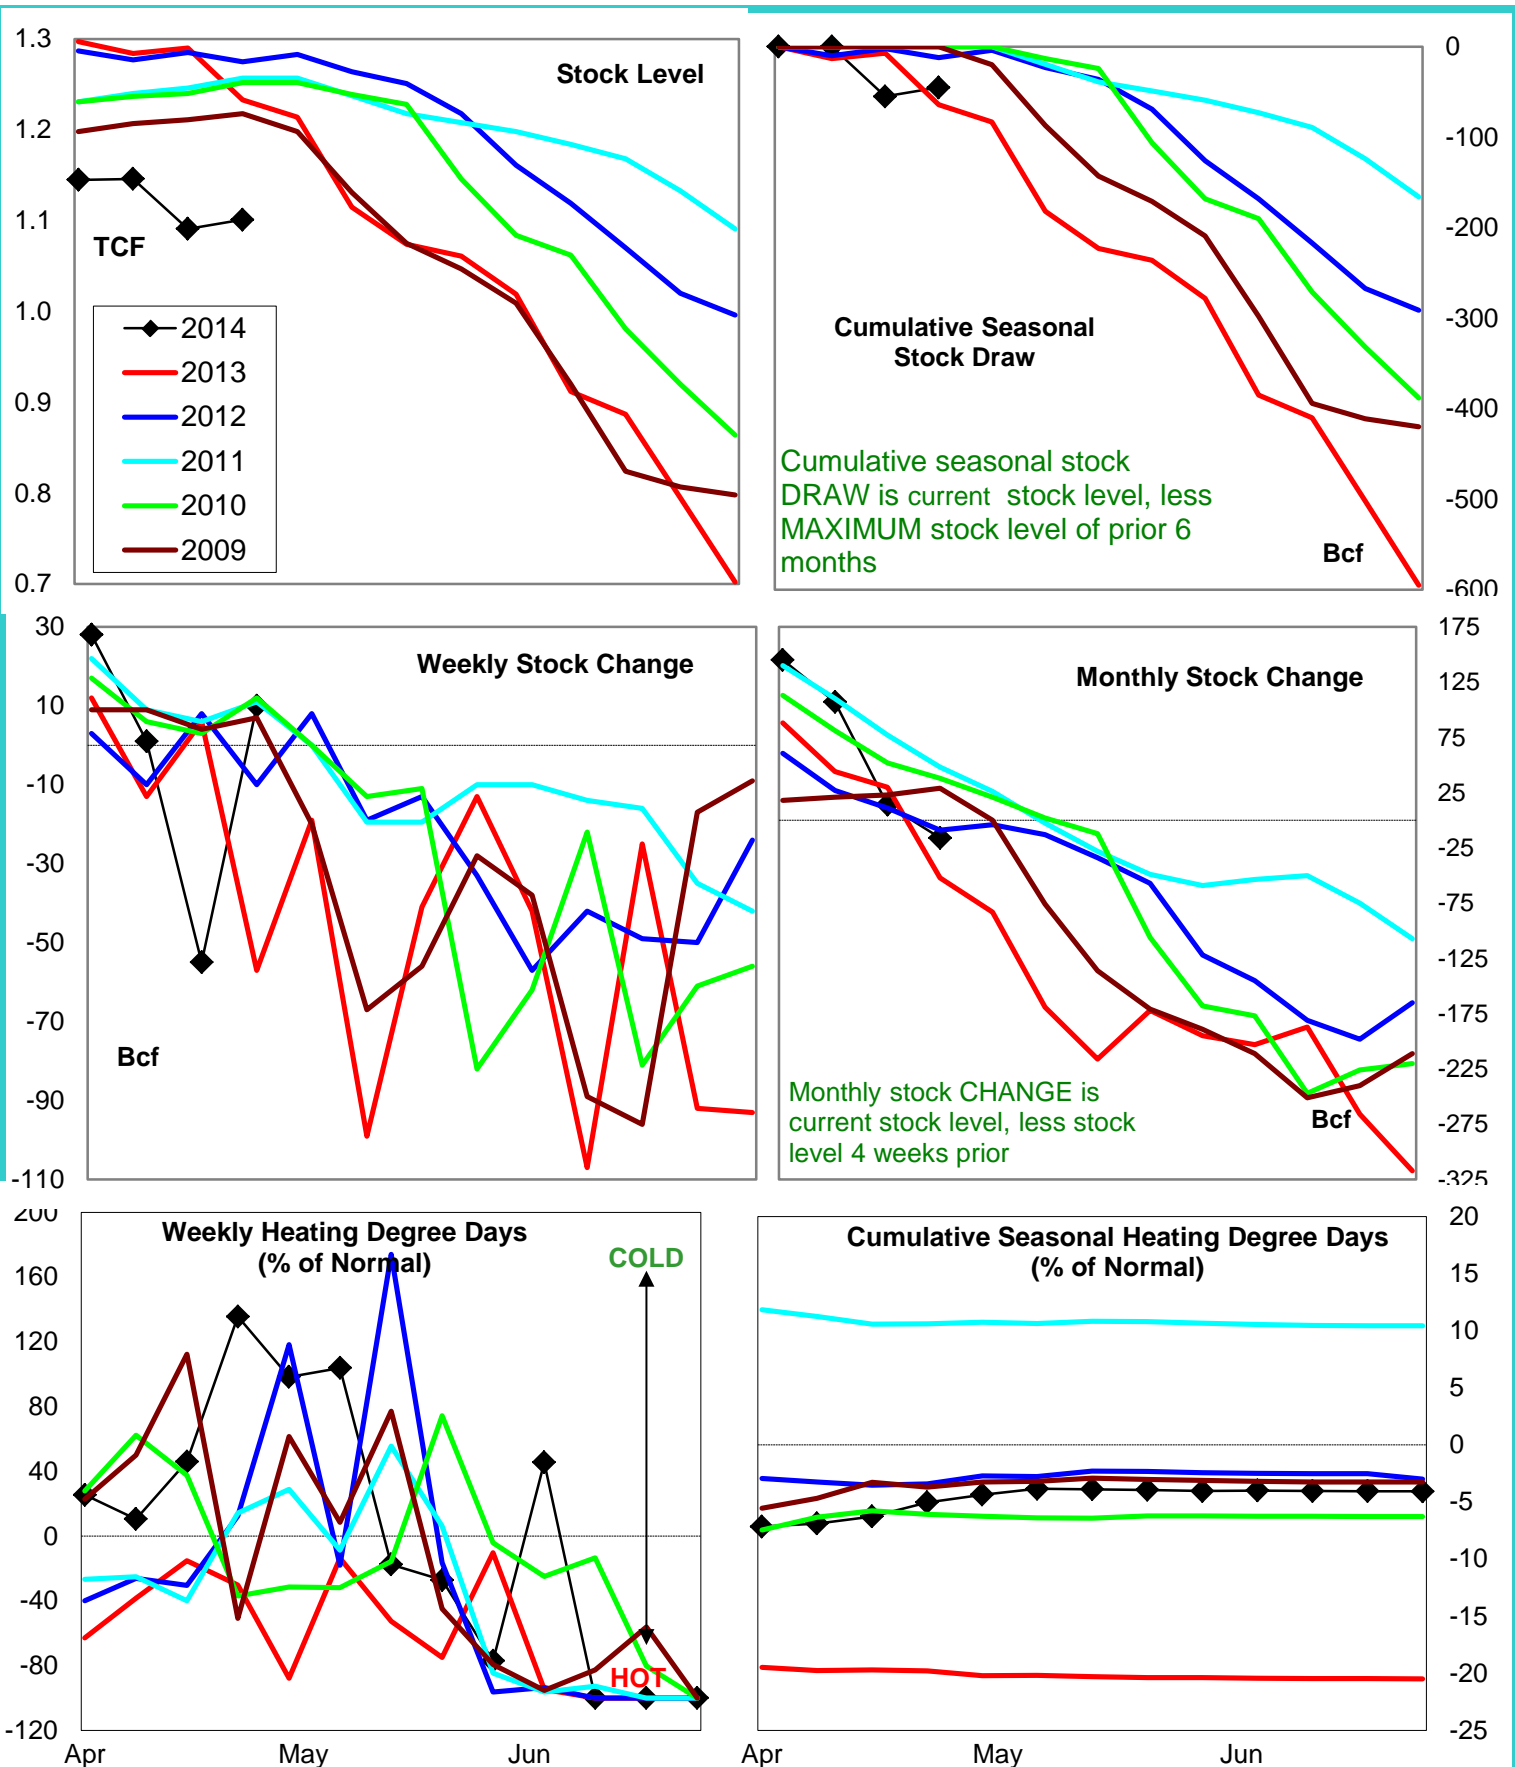 1.3
1.2
1.1
1.0
0.9
0.8
0.7
Stock Level
TCF
2014
2013
2012
2011
2010
2009
0
-100
-200
-300
-400
-500
-600
Cumulative Seasonal
Stock Draw
Cumulative seasonal stock
DRAW is current stock level, less
MAXIMUM stock level of prior 6
months
Bcf
30
10
-10
-30
-50
-70
-90
-110
Weekly Stock Change
Bcf
175
125
75
25
-25
-75
-125
-175
-225
-275
-325
Monthly Stock Change
Monthly stock CHANGE is
current stock level, less stock
level 4 weeks prior
Bcf
200
160
120
80
40
0
-40
-80
-120
Weekly Heating Degree Days
(% of Normal)
COLD
HOT
Apr May Jun
20
15
10
5
0
-5
-10
-15
-20
-25
Cumulative Seasonal Heating Degree Days
(% of Normal)
Apr May Jun